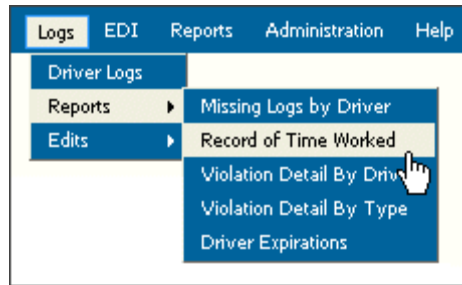 Logs EDI Reports Administration Help
Driver Logs
Reports Missing Logs by Driver
Edits Record of Time Worked
Violation Detail By Driv
Violation Detail By Type
Driver Expirations